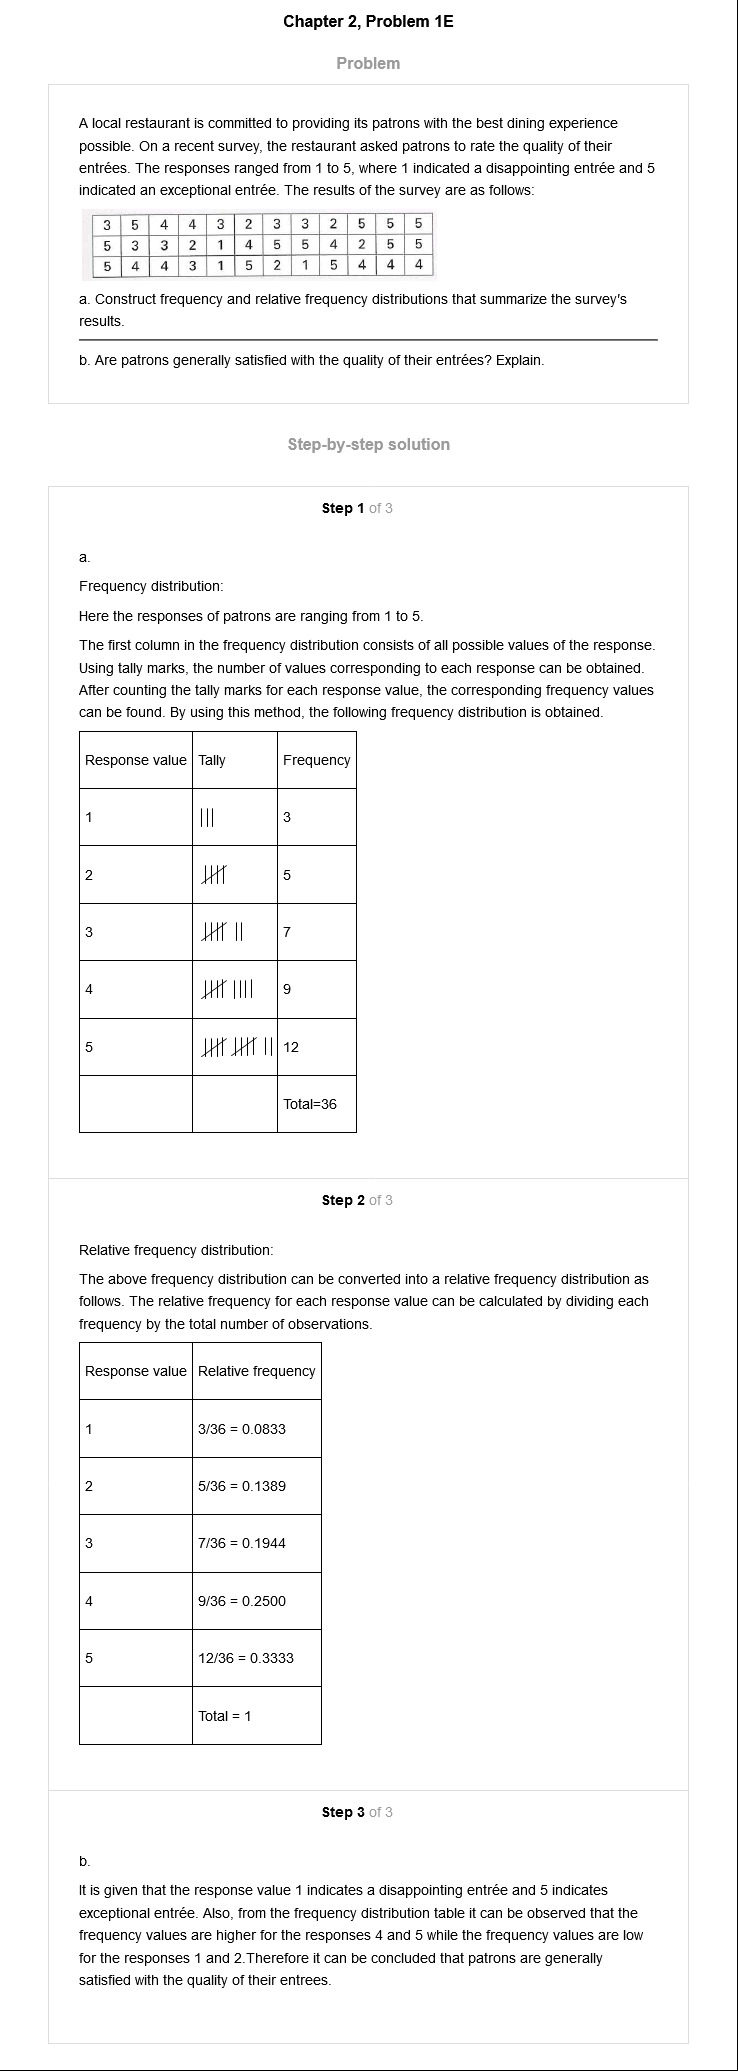 Chapter 2, Problem 1E
Problem
A local restaurant is committed to providing its patrons with the best dining experience
possible. On a recent survey, the restaurant asked patrons to rate the quality of their
entrées. The responses ranged from 1 to 5, where 1 indicated a disappointing entrée and 5
indicated an exceptional entrée. The results of the survey are as follows:
3 5 4 4 3 2 3 3 2 5 5 5
5 3 3 2 1 4 5 5 4 2 5 5
5 4 4 3 1 5 2 1 5 4 4 4
a. Construct frequency and relative frequency distributions that summarize the survey's
results.
b. Are patrons generally satisfied with the quality of their entrées? Explain.
Step-by-step solution
Step 1 of 3
a.
Frequency distribution:
Here the responses of patrons are ranging from 1 to 5.
The first column in the frequency distribution consists of all possible values of the response.
Using tally marks, the number of values corresponding to each response can be obtained.
After counting the tally marks for each response value, the corresponding frequency values
can be found. By using this method, the following frequency distribution is obtained.
Response value Tally Frequency
1 3
2 5
3 7
4 9
5 12
Total=36
Step 2 of 3
Relative frequency distribution:
The above frequency distribution can be converted into a relative frequency distribution as
follows. The relative frequency for each response value can be calculated by dividing each
frequency by the total number of observations.
Response value Relative frequency
1 3/36 = 0.0833
2 5/36 = 0.1389
3 7/36 = 0.1944
4 9/36 = 0.2500
5 12/36 = 0.3333
Total = 1
Step 3 of 3
b.
It is given that the response value 1 indicates a disappointing entrée and 5 indicates
exceptional entrée. Also, from the frequency distribution table it can be observed that the
frequency values are higher for the responses 4 and 5 while the frequency values are low
for the responses 1 and 2.Therefore it can be concluded that patrons are generally
satisfied with the quality of their entrees.